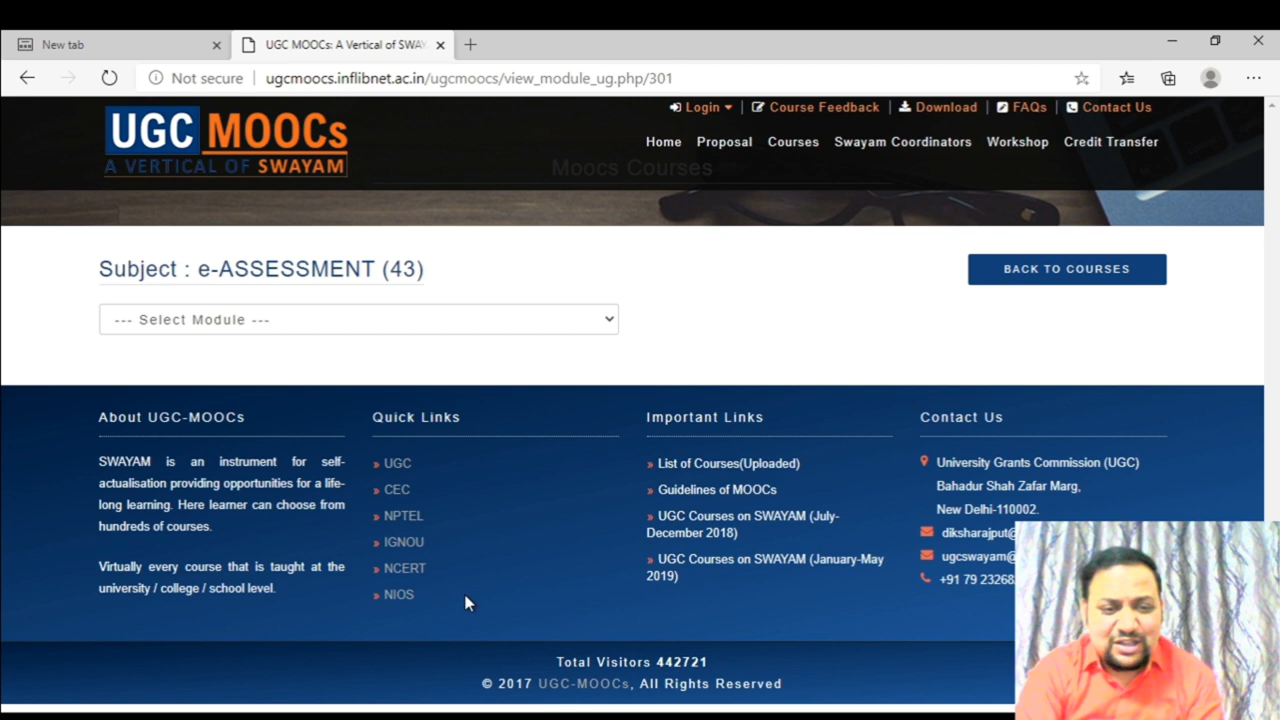 New tab
UGC MOOCs: A Vertical of SWAY
Not secure
ugcmoocs.inflibnet.ac.in/ugcmoocs/view_module_ug.php/301
Login | Course Feedback | Download | FAQs | Contact Us
UGC MOOCs
A VERTICAL OF SWAYAM
Home Proposal Courses Swayam Coordinators Workshop Credit Transfer
Moocs Courses
Subject : e-ASSESSMENT (43)
BACK TO COURSES
--- Select Module ---
About UGC-MOOCs
SWAYAM is an instrument for self-
actualisation providing opportunities for a life-
long learning. Here learner can choose from
hundreds of courses.
Virtually every course that is taught at the
university / college / school level.
Quick Links
» UGC
» CEC
» NPTEL
» IGNOU
» NCERT
» NIOS
Important Links
» List of Courses(Uploaded)
» Guidelines of MOOCs
» UGC Courses on SWAYAM (July-
December 2018)
» UGC Courses on SWAYAM (January-May
2019)
Contact Us
University Grants Commission (UGC)
Bahadur Shah Zafar Marg,
New Delhi-110002.
diksharajput@
ugcswayam@
+91 79 23268
Total Visitors 442721
© 2017 UGC-MOOCs, All Rights Reserved